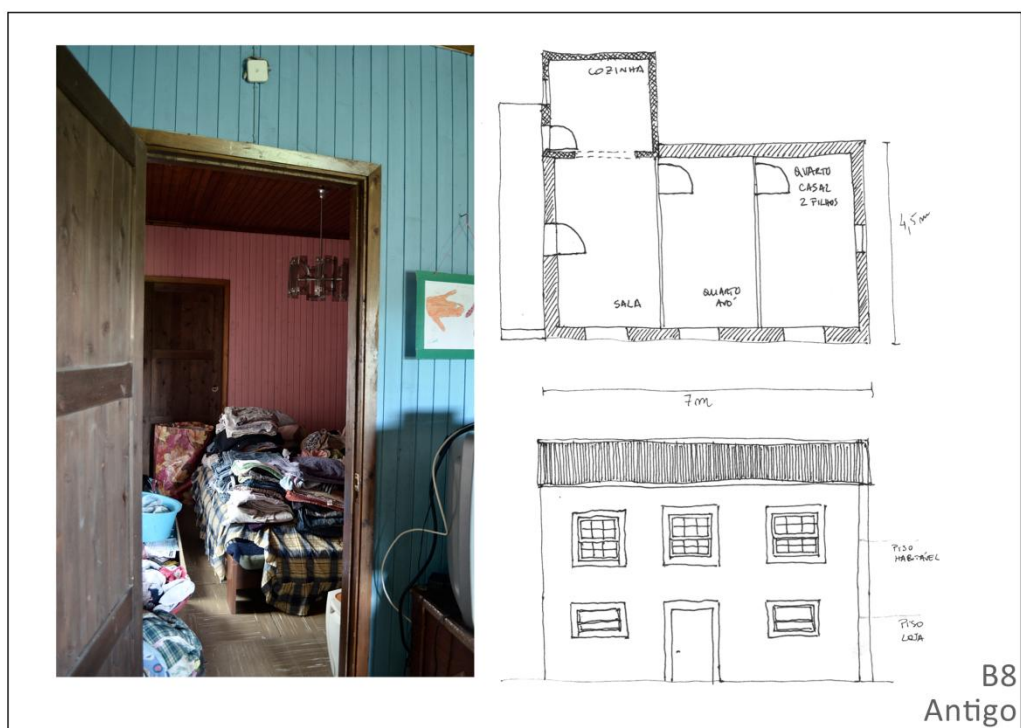 COZINHA
QUARTO
CASAL
2 FILHOS
4,5m
SALA
QUARTO
AVÓ
7m
PISO
HABITÁVEL
PISO
LOJA
B8
Antigo